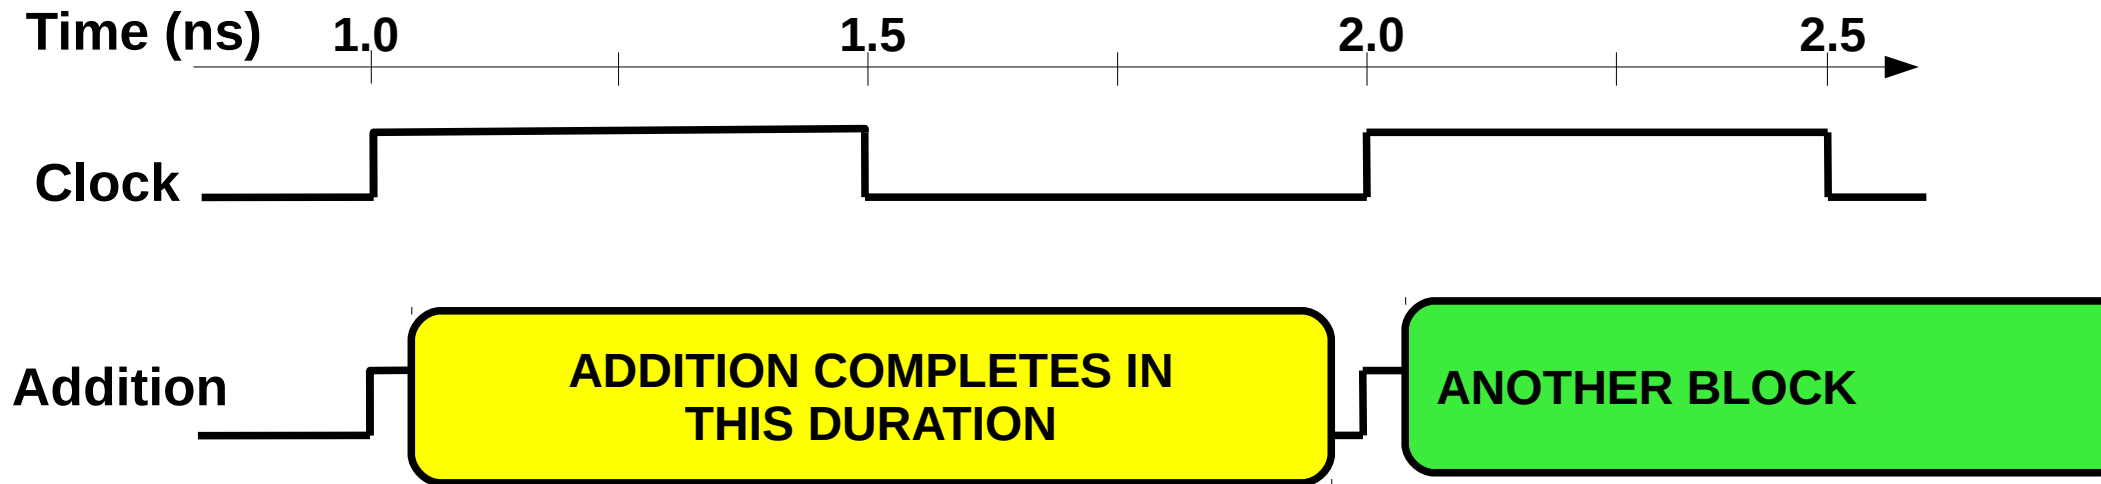 Time (ns) 1.0 1.5 2.0 2.5
Clock
Addition
ADDITION COMPLETES IN
THIS DURATION
ANOTHER BLOCK